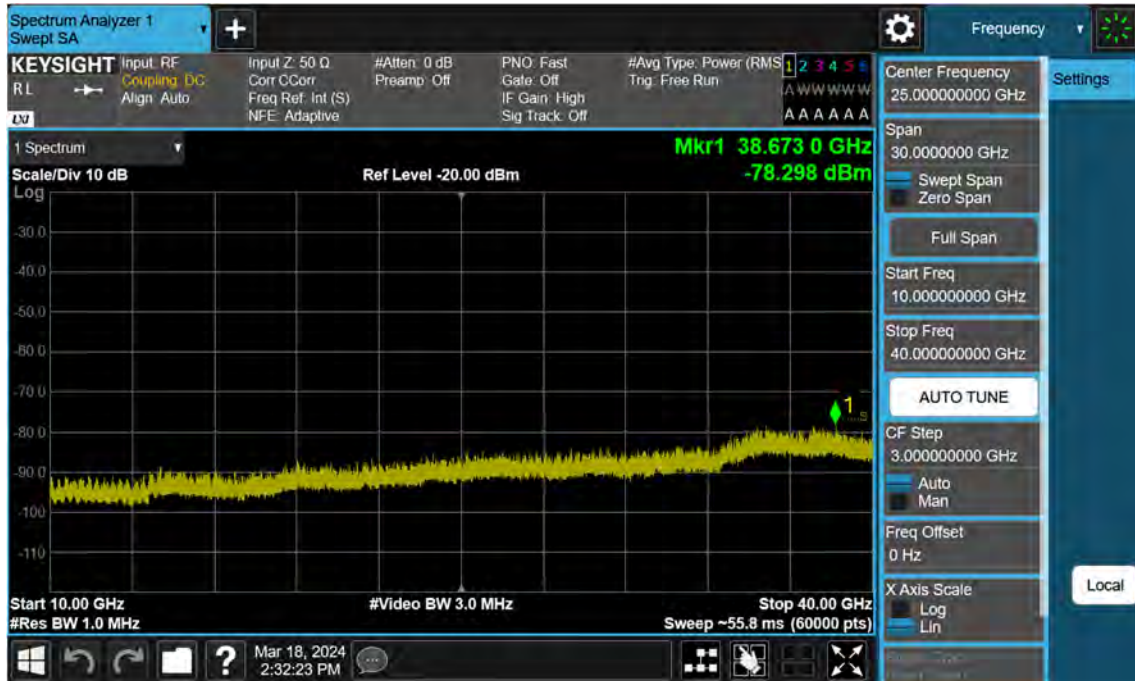 Spectrum Analyzer 1
Swept SA
Frequency
KEYSIGHT
R L
LXI
Input: RF
Coupling: DC
Align: Auto
Input Z: 50 Ω
Corr CCorr
Freq Ref: Int (S)
NFE: Adaptive
#Atten: 0 dB
Preamp: Off
PNO: Fast
Gate: Off
IF Gain: High
Sig Track: Off
#Avg Type: Power (RMS
Trig: Free Run
1 2 3 4 5 6
A W W W W W
A A A A A A
1 Spectrum
Scale/Div 10 dB
Log
Ref Level -20.00 dBm
Mkr1 38.673 0 GHz
-78.298 dBm
-30.0
-40.0
-50.0
-60.0
-70.0
-80.0
-90.0
-100
-110
1
Start 10.00 GHz
#Res BW 1.0 MHz
#Video BW 3.0 MHz
Stop 40.00 GHz
Sweep ~55.8 ms (60000 pts)
Mar 18, 2024
2:32:23 PM
Center Frequency
25.000000000 GHz
Span
30.0000000 GHz
Swept Span
Zero Span
Full Span
Start Freq
10.000000000 GHz
Stop Freq
40.000000000 GHz
AUTO TUNE
CF Step
3.000000000 GHz
Auto
Man
Freq Offset
0 Hz
X Axis Scale
Log
Lin
Settings
Local